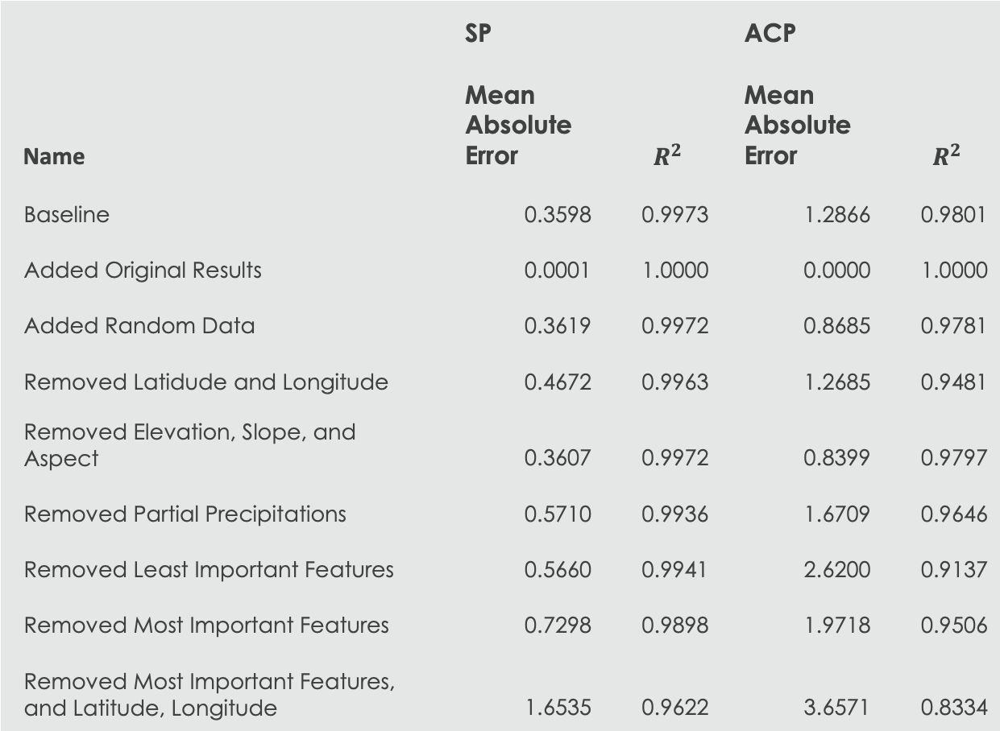 SP ACP
Mean Mean
Absolute Absolute
Name Error R² Error R²
Baseline 0.3598 0.9973 1.2866 0.9801
Added Original Results 0.0001 1.0000 0.0000 1.0000
Added Random Data 0.3619 0.9972 0.8685 0.9781
Removed Latidude and Longitude 0.4672 0.9963 1.2685 0.9481
Removed Elevation, Slope, and
Aspect 0.3607 0.9972 0.8399 0.9797
Removed Partial Precipitations 0.5710 0.9936 1.6709 0.9646
Removed Least Important Features 0.5660 0.9941 2.6200 0.9137
Removed Most Important Features 0.7298 0.9898 1.9718 0.9506
Removed Most Important Features,
and Latitude, Longitude 1.6535 0.9622 3.6571 0.8334